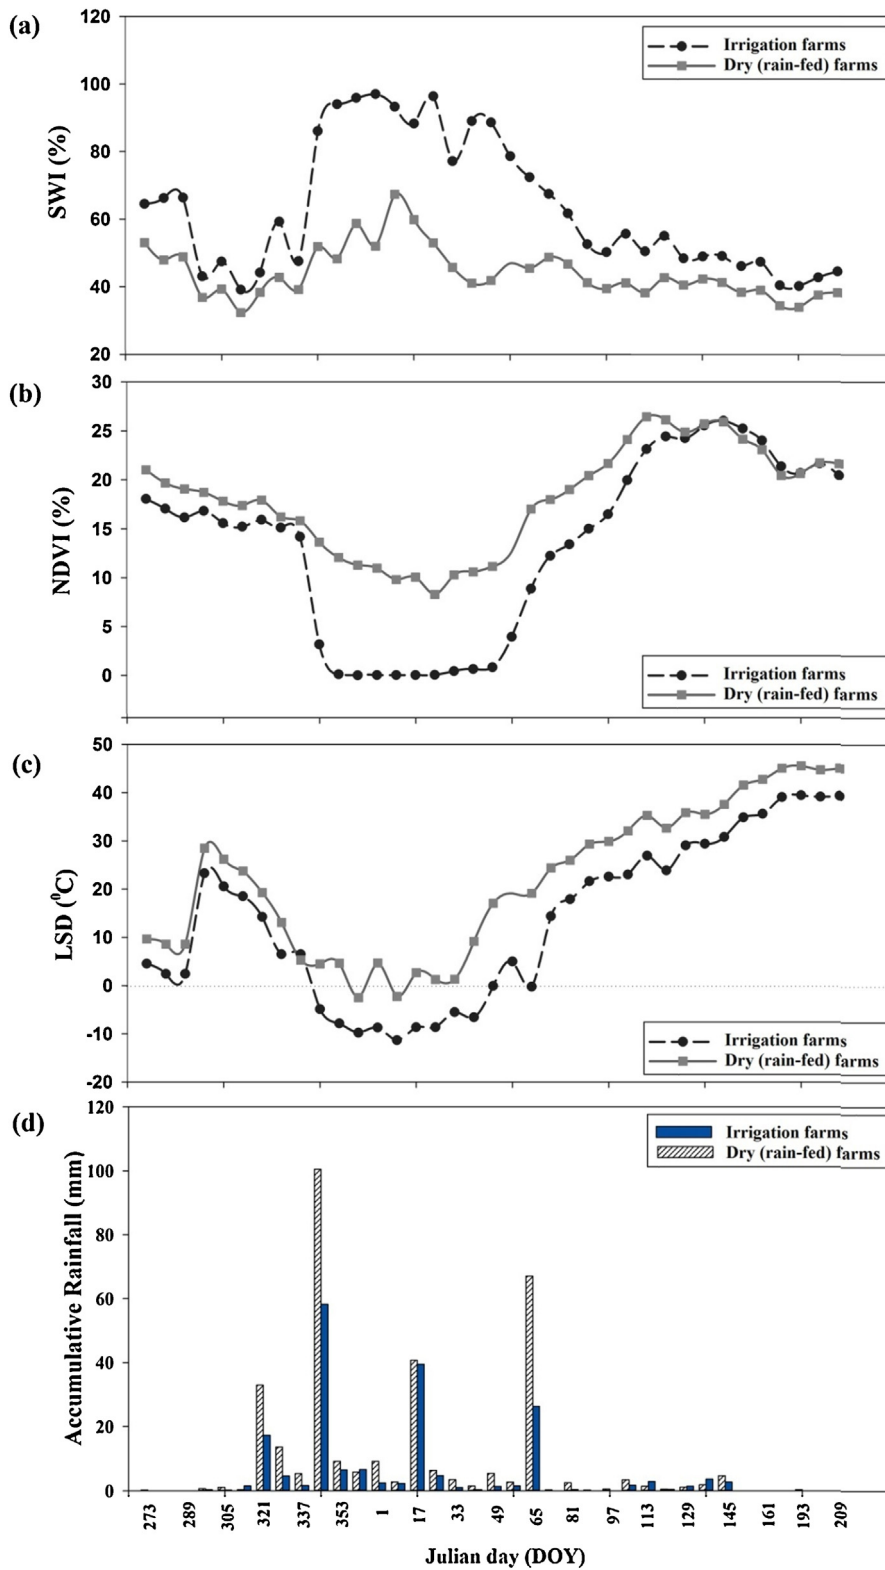 (a)
SWI (%)
120
100
80
60
40
20
Irrigation farms
Dry (rain-fed) farms
(b)
NDVI (%)
30
25
20
15
10
5
0
Irrigation farms
Dry (rain-fed) farms
(c)
LSD (⁰C)
50
40
30
20
10
0
-10
-20
Irrigation farms
Dry (rain-fed) farms
(d)
Accumulative Rainfall (mm)
120
100
80
60
40
20
0
Irrigation farms
Dry (rain-fed) farms
273 289 305 321 337 353 1 17 33 49 65 81 97 113 129 145 161 193 209
Julian day (DOY)